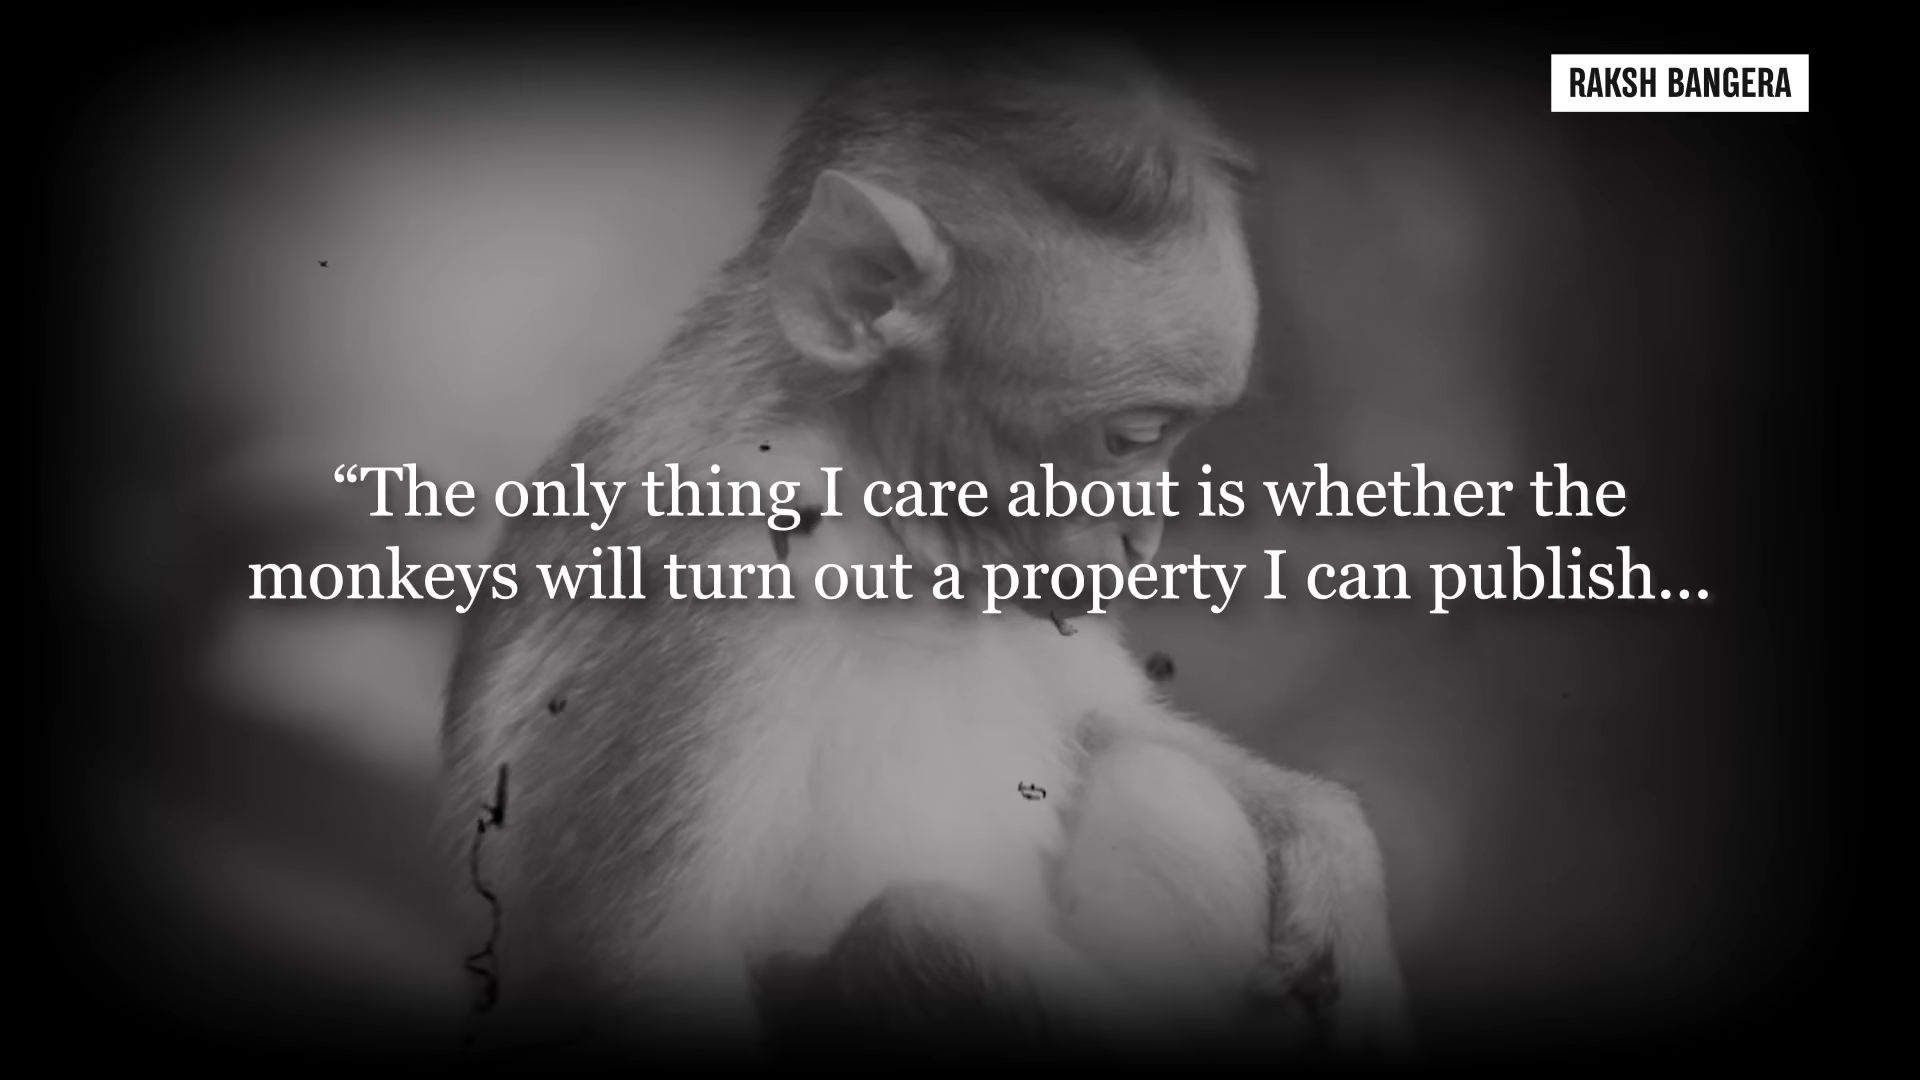 RAKSH BANGERA
“The only thing I care about is whether the
monkeys will turn out a property I can publish...